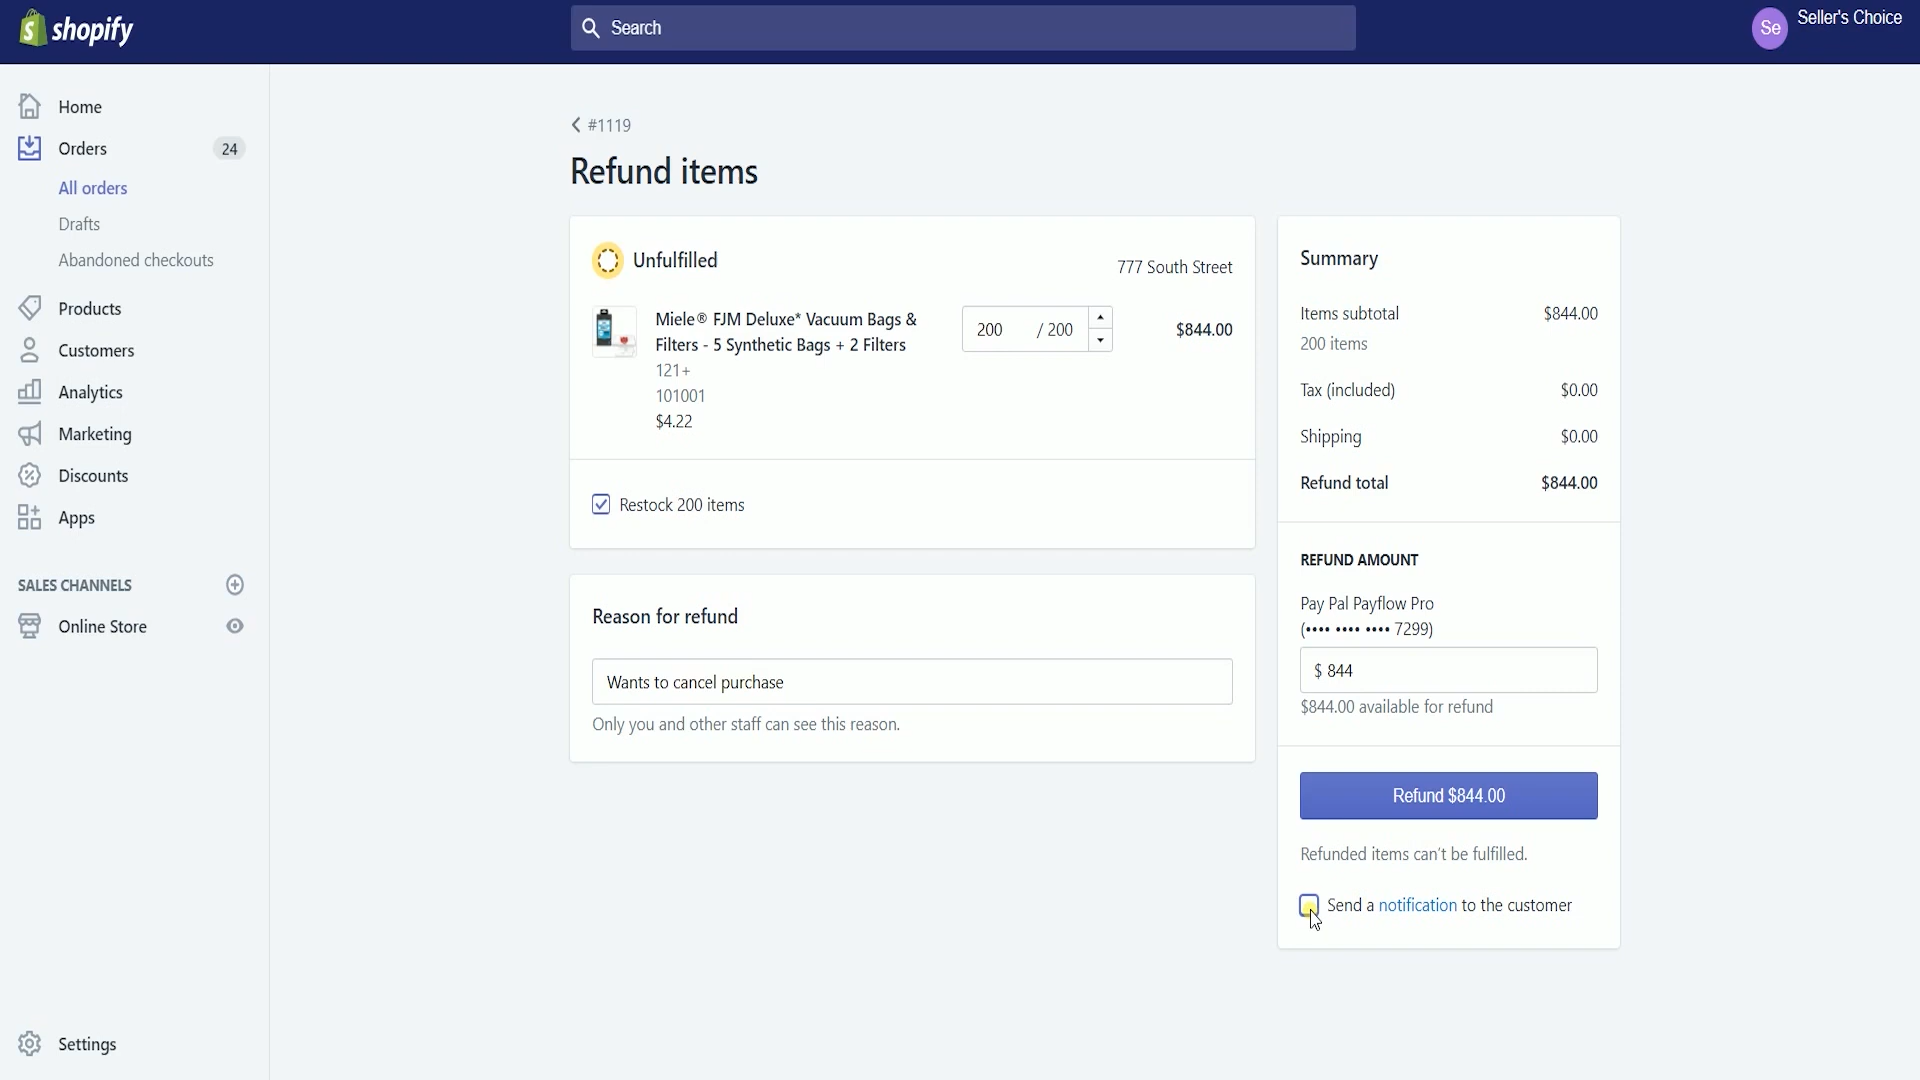 shopify
Search
Se
Seller's Choice
Home
Orders
24
All orders
Drafts
Abandoned checkouts
Products
Customers
Analytics
Marketing
Discounts
Apps
SALES CHANNELS
Online Store
Settings
#1119
Refund items
Unfulfilled
777 South Street
Miele® FJM Deluxe* Vacuum Bags &
Filters - 5 Synthetic Bags + 2 Filters
121+
101001
$4.22
200 / 200
$844.00
Restock 200 items
Reason for refund
Wants to cancel purchase
Only you and other staff can see this reason.
Summary
Items subtotal $844.00
200 items
Tax (included) $0.00
Shipping $0.00
Refund total $844.00
REFUND AMOUNT
Pay Pal Payflow Pro
(•••• •••• •••• 7299)
$ 844
$844.00 available for refund
Refund $844.00
Refunded items can't be fulfilled.
Send a notification to the customer